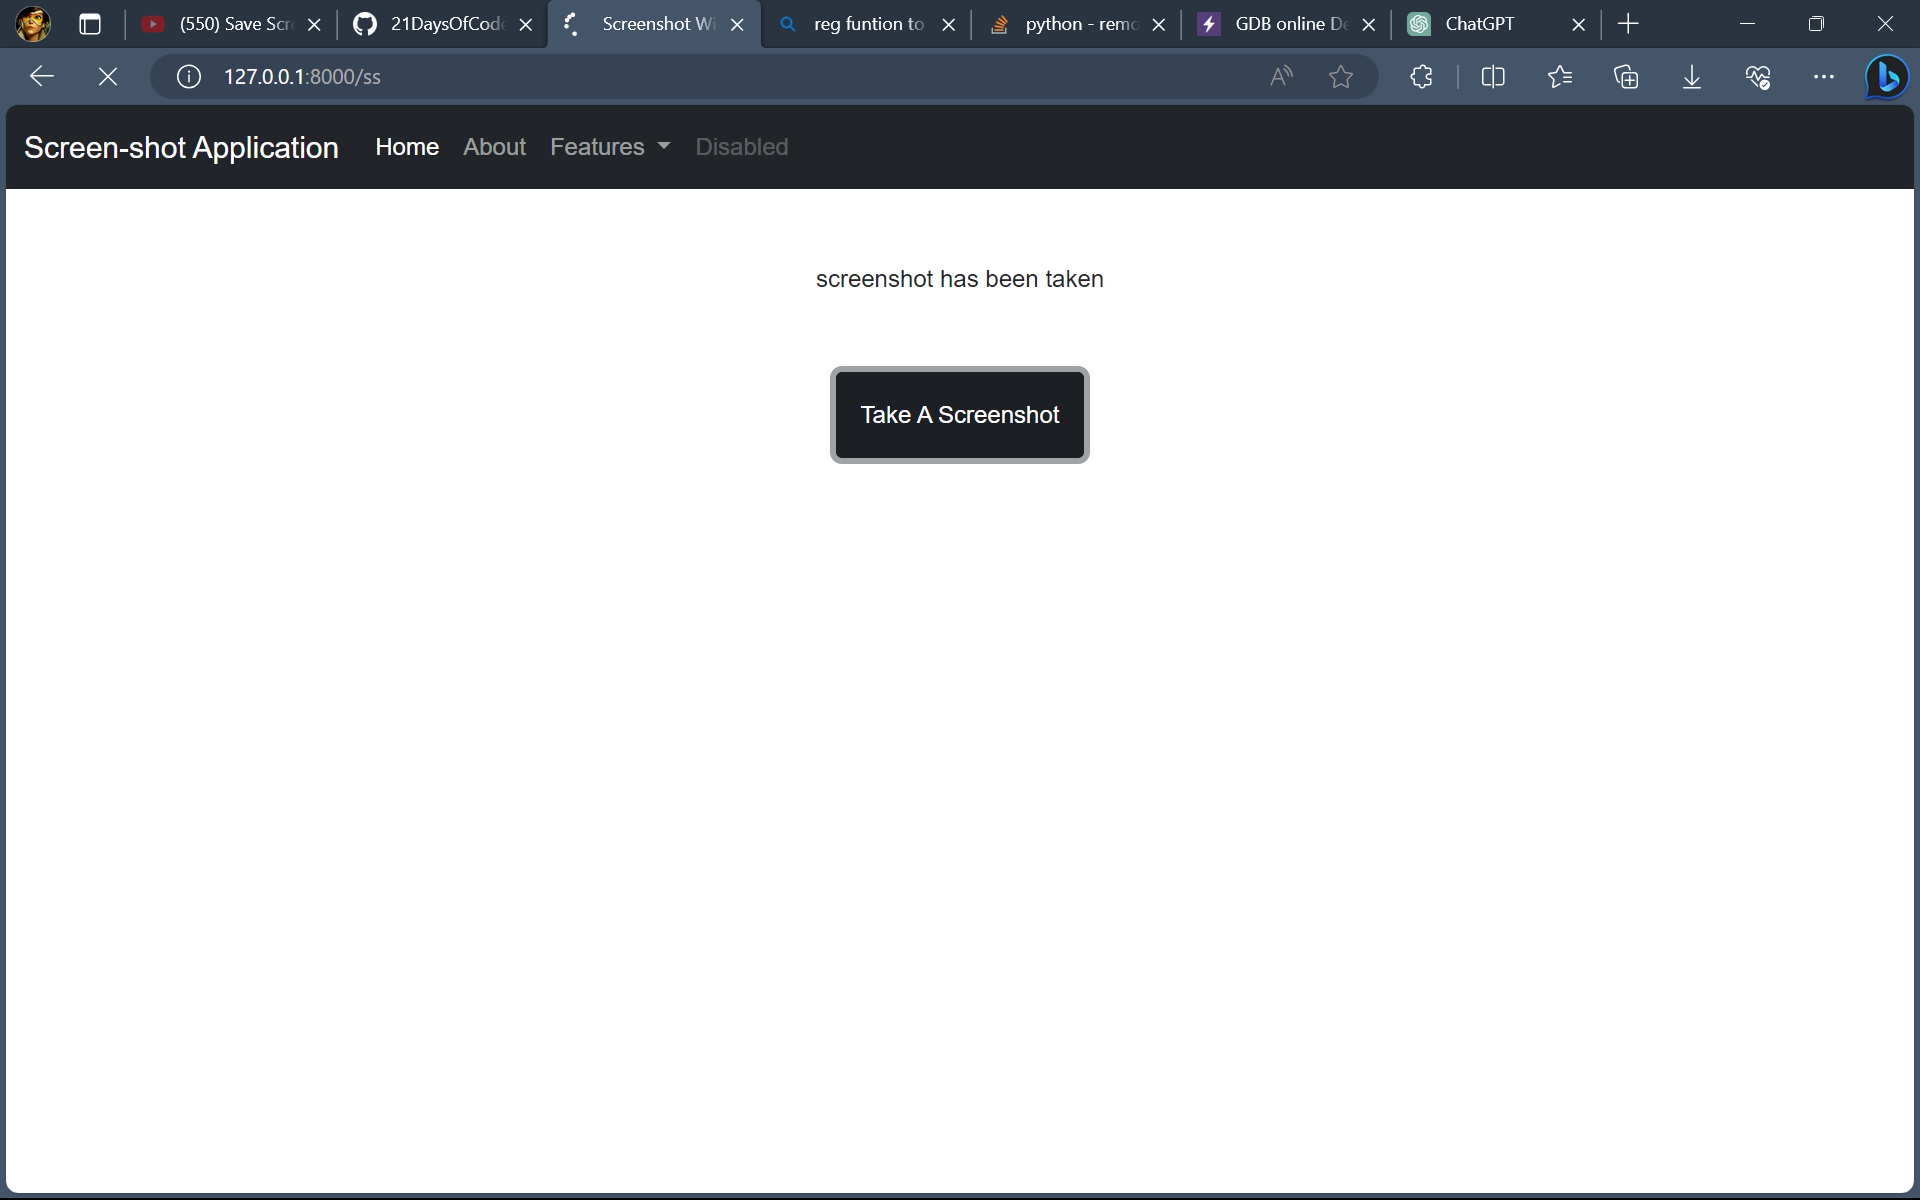 (550) Save Scr
21DaysOfCode
Screenshot Wi
reg funtion to
python - remo
GDB online De
ChatGPT
127.0.0.1:8000/ss
Screen-shot Application
Home
About
Features
Disabled
screenshot has been taken
Take A Screenshot